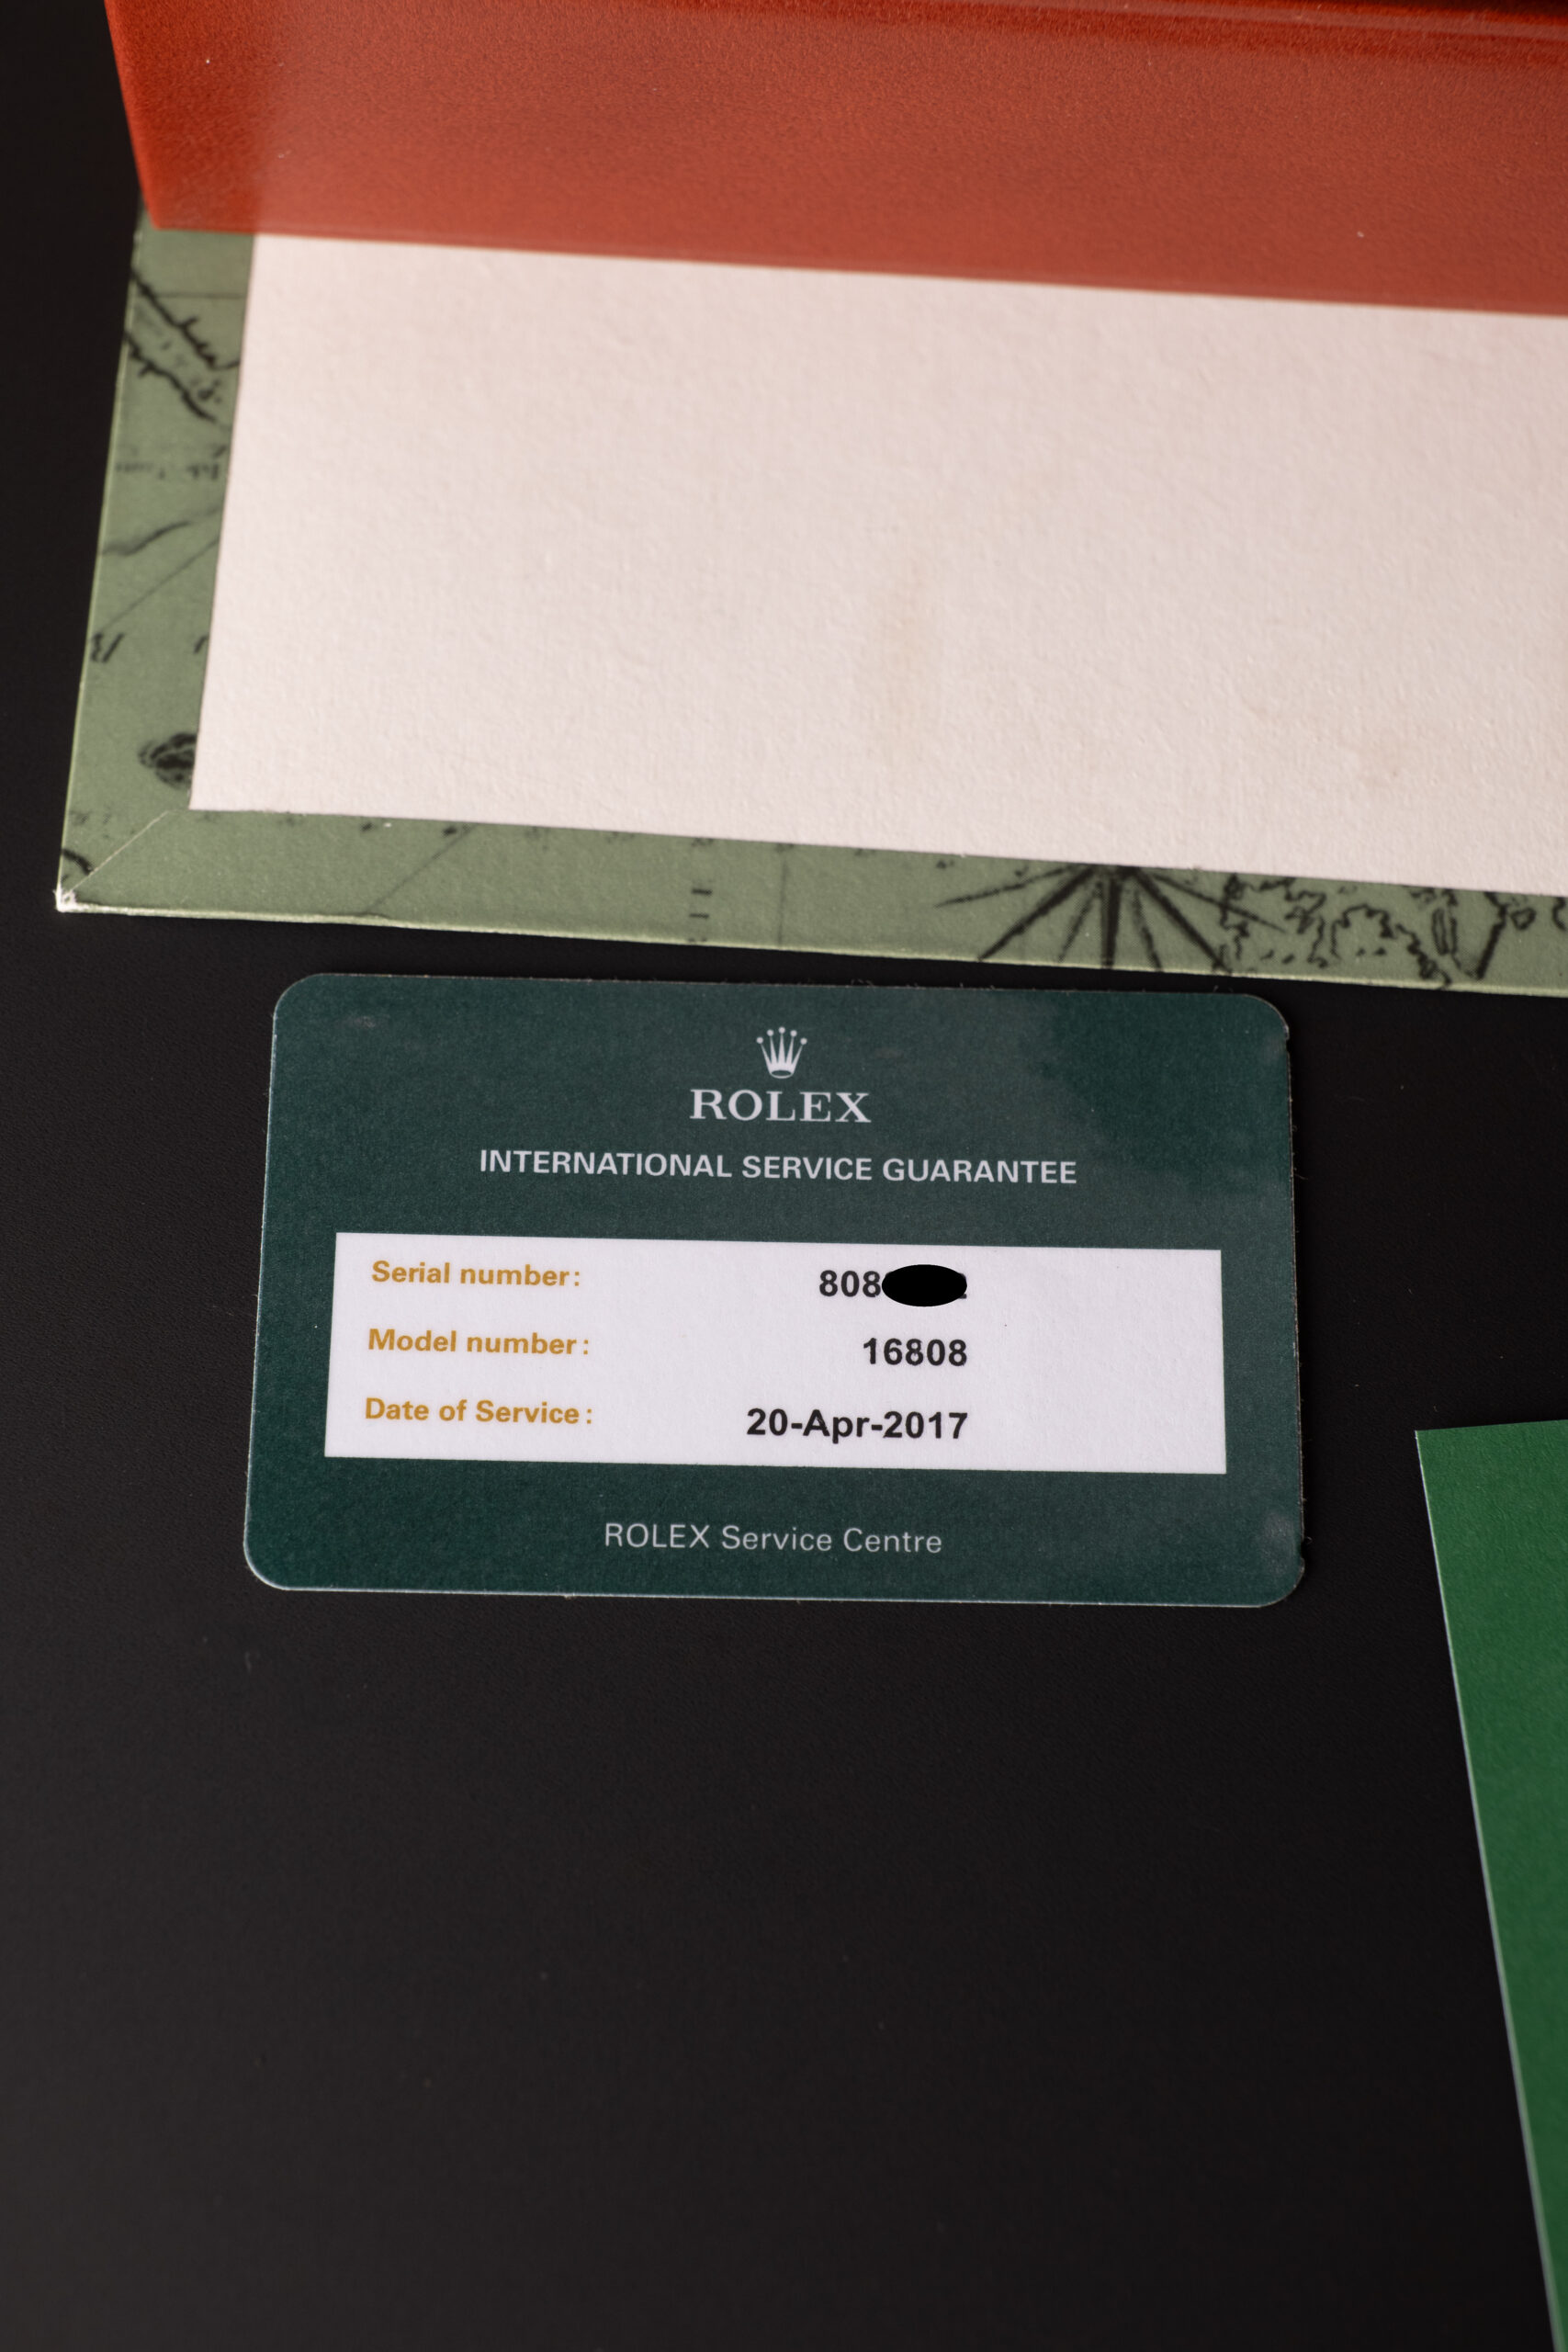 ROLEX
INTERNATIONAL SERVICE GUARANTEE
Serial number: 808
Model number: 16808
Date of Service: 20-Apr-2017
ROLEX Service Centre